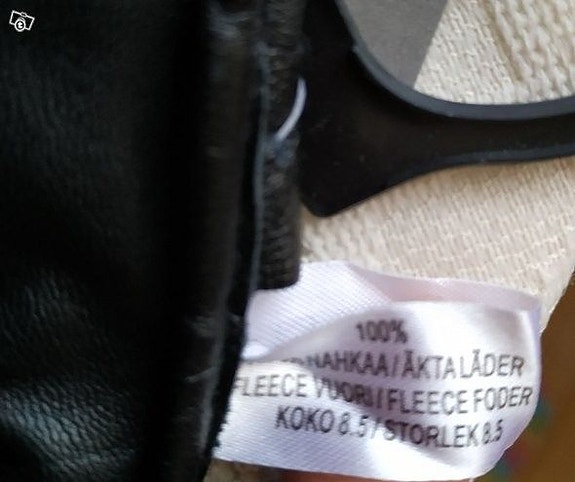 100%
NAHKAA / ÄKTA LÄDER
FLEECE VUORI / FLEECE FODER
KOKO 8.5 / STORLEK 8.5